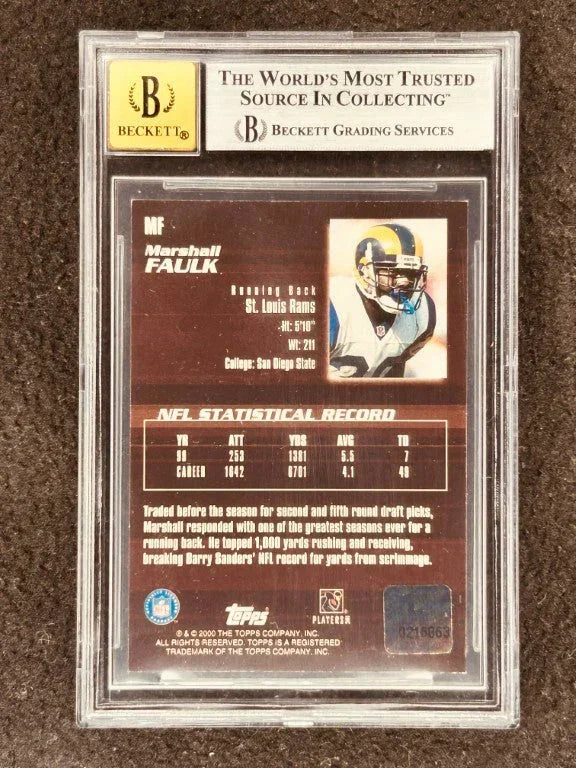 THE WORLD'S MOST TRUSTED
SOURCE IN COLLECTING™
B
BECKETT®
B BECKETT GRADING SERVICES
MF
Marshall
FAULK
Running Back
St. Louis Rams
Ht: 5'10"
Wt: 211
College: San Diego State
NFL STATISTICAL RECORD
YR ATT YDS AVG TD
99 253 1381 5.5 7
CAREER 1642 6701 4.1 49
Traded before the season for second and fifth round draft picks,
Marshall responded with one of the greatest seasons ever for a
running back. He topped 1,000 yards rushing and receiving,
breaking Barry Sanders' NFL record for yards from scrimmage.
NFL
Topps
PLAYERS
® & © 2000 THE TOPPS COMPANY, INC.
ALL RIGHTS RESERVED. TOPPS IS A REGISTERED
TRADEMARK OF THE TOPPS COMPANY, INC.